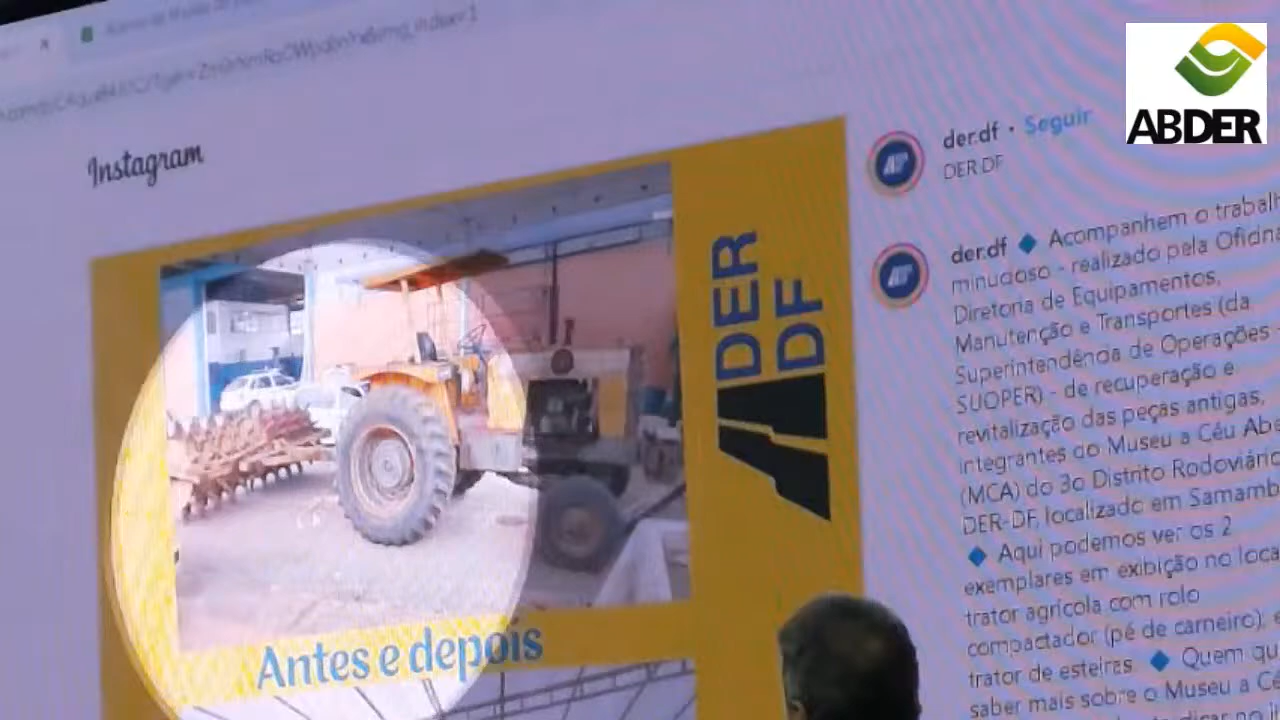 ABDER
Instagram
DER
DF
Antes e depois
der.df • Seguir
DER DF
der.df 🔷 Acompanhem o trabalh
minucioso - realizado pela Oficina
Diretoria de Equipamentos,
Manutenção e Transportes (da
Superintendência de Operações -
SUOPER) - de recuperação e
revitalização das peças antigas,
integrantes do Museu a Céu Abe
(MCA) do 3o Distrito Rodoviário
DER-DF, localizado em Samamb
🔷 Aqui podemos ver os 2
exemplares em exibição no loca
trator agrícola com rolo
compactador (pé de carneiro), e
trator de esteiras 🔷 Quem qu
saber mais sobre o Museu a Cé